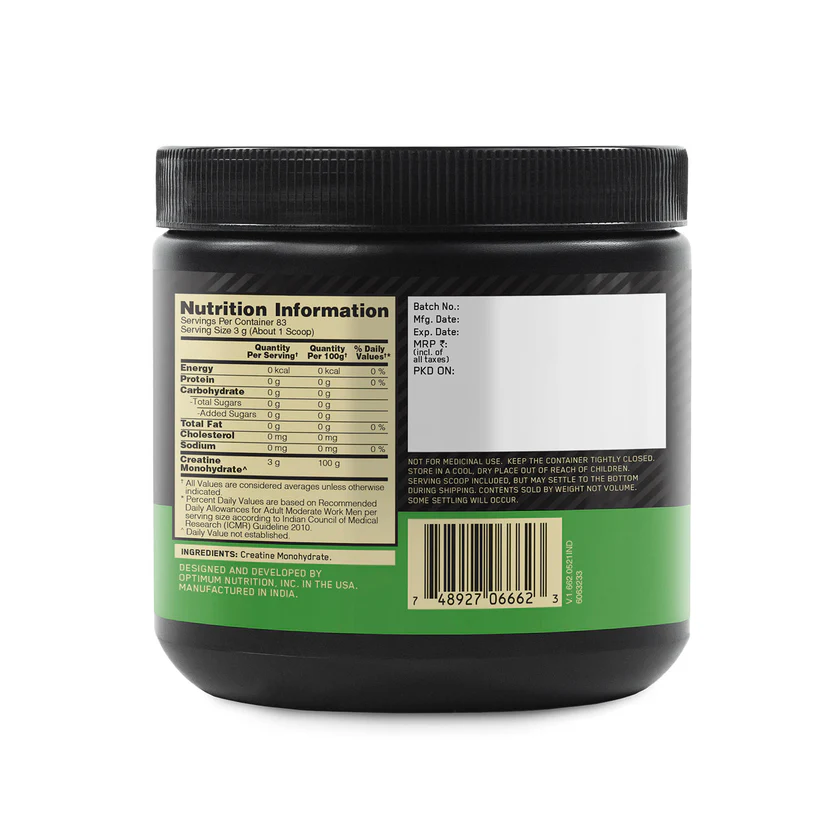 Nutrition Information
Servings Per Container 83
Serving Size 3 g (About 1 Scoop)
Quantity Per Serving† Quantity Per 100g† % Daily Values†*
Energy 0 kcal 0 kcal 0 %
Protein 0 g 0 g 0 %
Carbohydrate 0 g 0 g
-Total Sugars 0 g 0 g
-Added Sugars 0 g 0 g
Total Fat 0 g 0 g 0 %
Cholesterol 0 mg 0 mg
Sodium 0 mg 0 mg 0 %
Creatine
Monohydrate^ 3 g 100 g
† All Values are considered averages unless otherwise
indicated.
* Percent Daily Values are based on Recommended
Daily Allowances for Adult Moderate Work Men per
serving size according to Indian Council of Medical
Research (ICMR) Guideline 2010.
^ Daily Value not established.
INGREDIENTS: Creatine Monohydrate.
DESIGNED AND DEVELOPED BY
OPTIMUM NUTRITION, INC. IN THE USA.
MANUFACTURED IN INDIA.
Batch No.:
Mfg. Date:
Exp. Date:
MRP ₹:
(incl. of
all taxes)
PKD ON:
NOT FOR MEDICINAL USE. KEEP THE CONTAINER TIGHTLY CLOSED.
STORE IN A COOL, DRY PLACE OUT OF REACH OF CHILDREN.
SERVING SCOOP INCLUDED, BUT MAY SETTLE TO THE BOTTOM
DURING SHIPPING. CONTENTS SOLD BY WEIGHT NOT VOLUME.
SOME SETTLING WILL OCCUR.
7 48927 06662 3
V.1.662.0521IND
6063233